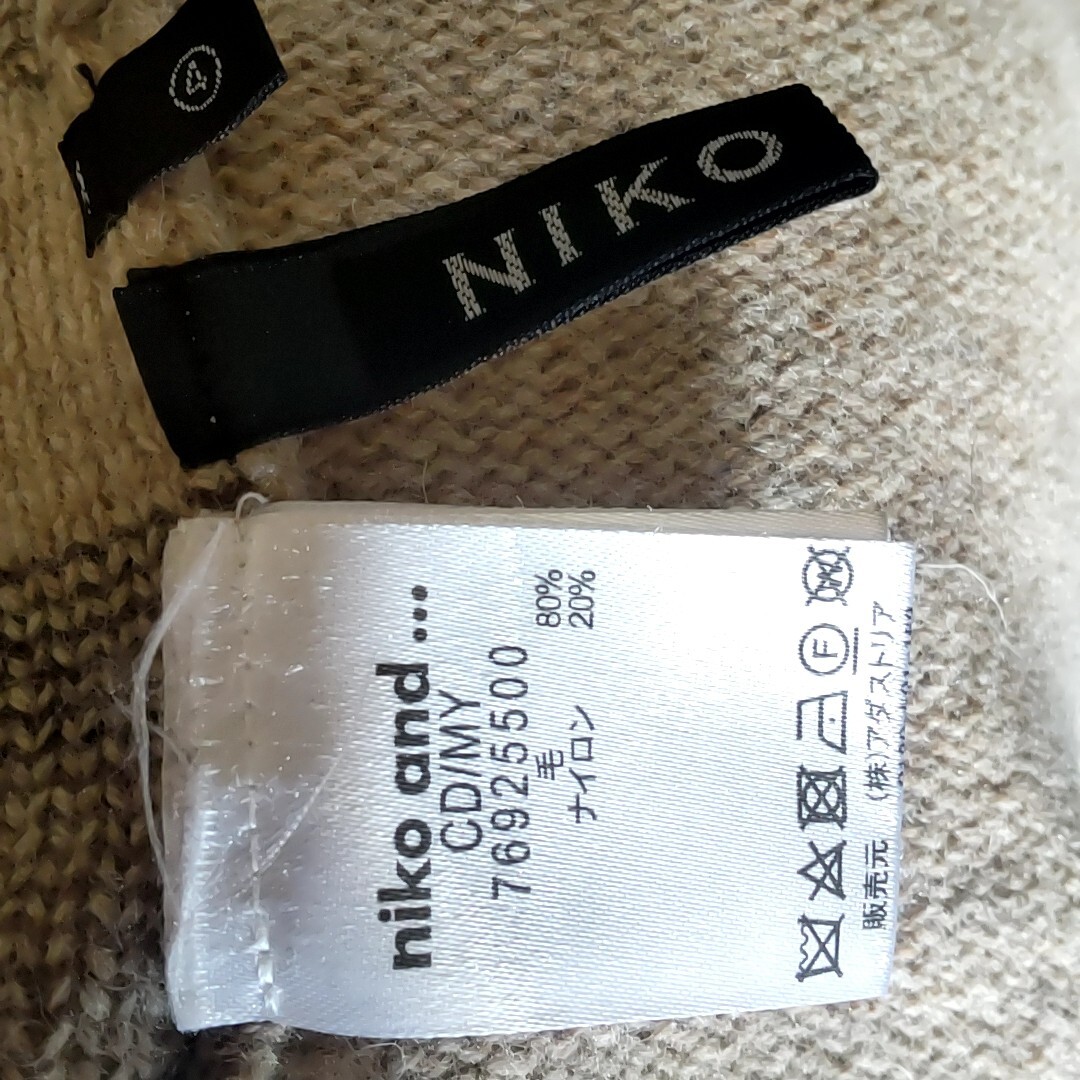 4
NIKO
niko and ...
CD/MY
76925500
毛 80%
ナイロン 20%
F
W
販売元 (株)アダストリア